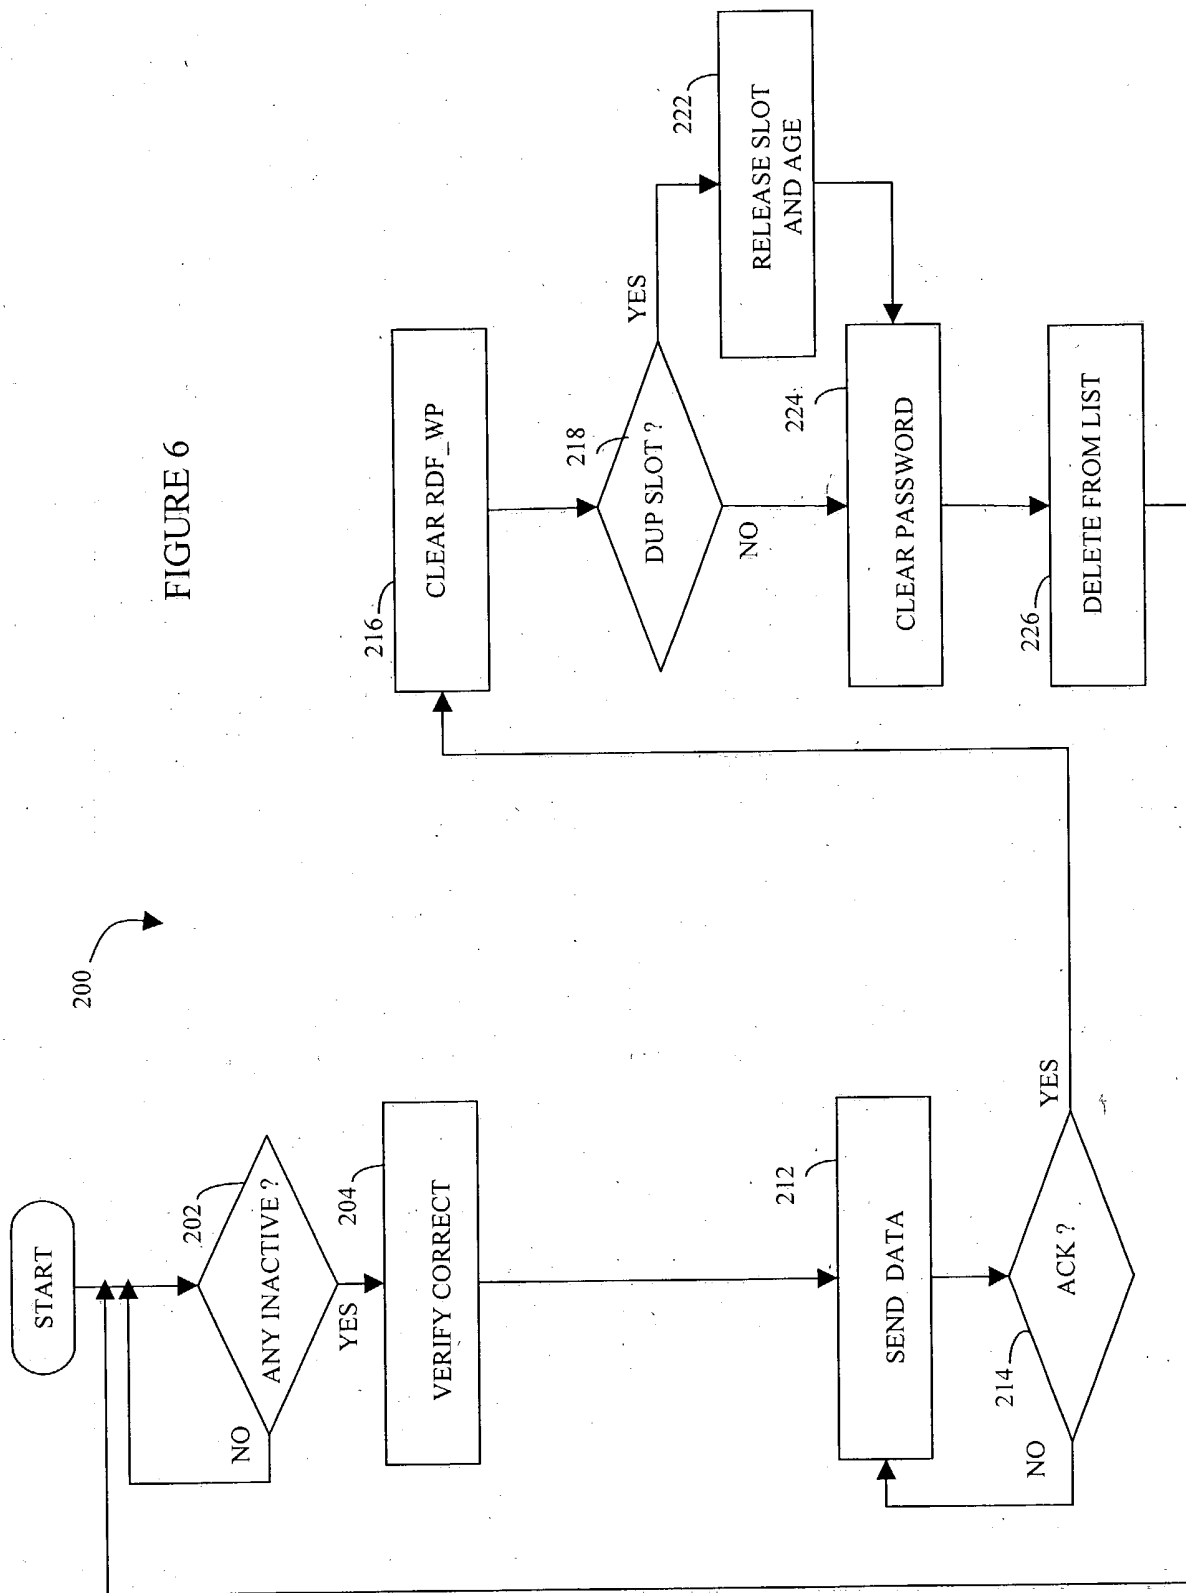 FIGURE 6
200
START
202
ANY INACTIVE ?
NO
YES
204
VERIFY CORRECT
212
SEND DATA
214
ACK ?
NO
YES
216
CLEAR RDF_WP
218
DUP SLOT ?
YES
NO
222
RELEASE SLOT
AND AGE
224
CLEAR PASSWORD
226
DELETE FROM LIST